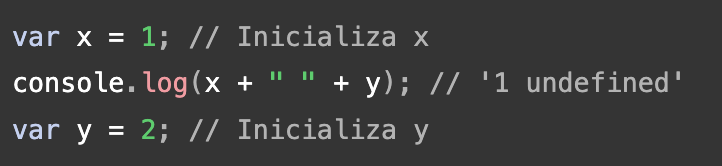 var x = 1; // Inicializa x
console.log(x + " " + y); // '1 undefined'
var y = 2; // Inicializa y